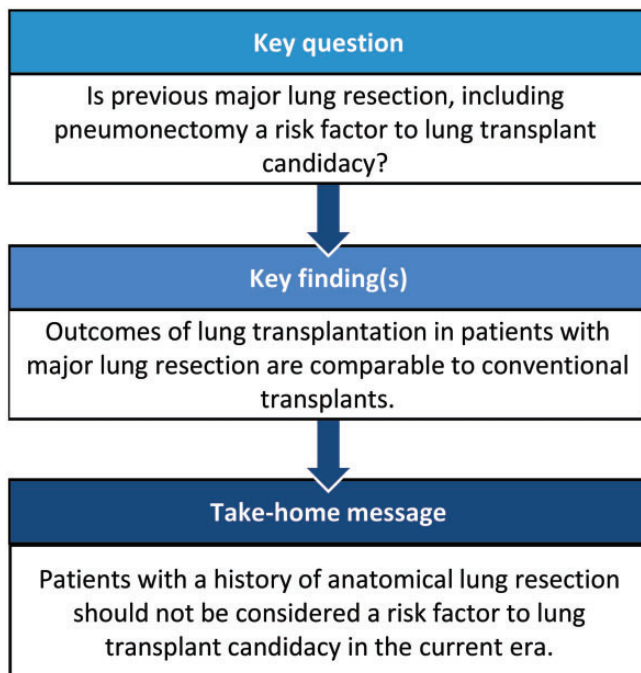 Key question
Is previous major lung resection, including
pneumonectomy a risk factor to lung transplant
candidacy?
Key finding(s)
Outcomes of lung transplantation in patients with
major lung resection are comparable to conventional
transplants.
Take-home message
Patients with a history of anatomical lung resection
should not be considered a risk factor to lung
transplant candidacy in the current era.